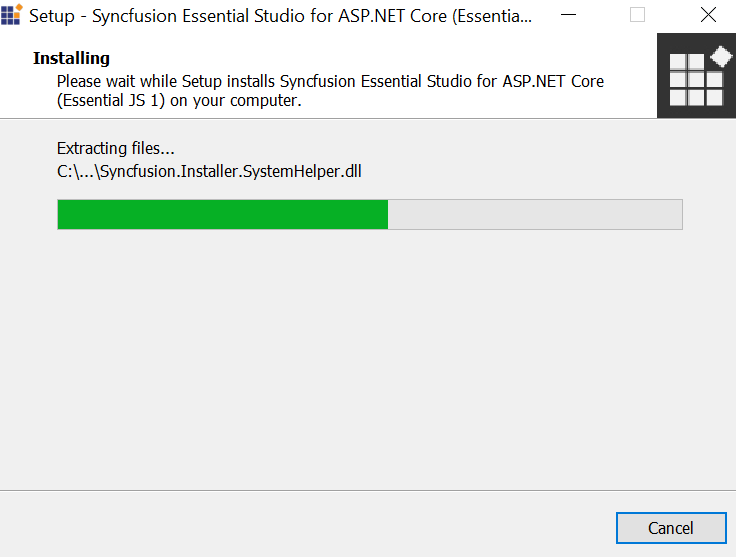 Setup - Syncfusion Essential Studio for ASP.NET Core (Essentia...
Installing
Please wait while Setup installs Syncfusion Essential Studio for ASP.NET Core
(Essential JS 1) on your computer.
Extracting files...
C:\...\Syncfusion.Installer.SystemHelper.dll
Cancel